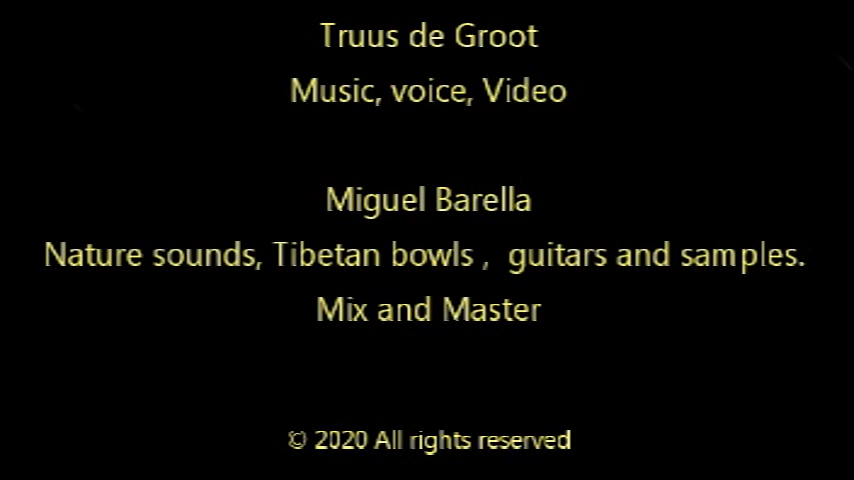 Truus de Groot
Music, voice, Video
Miguel Barella
Nature sounds, Tibetan bowls ,  guitars and samples.
Mix and Master
© 2020 All rights reserved